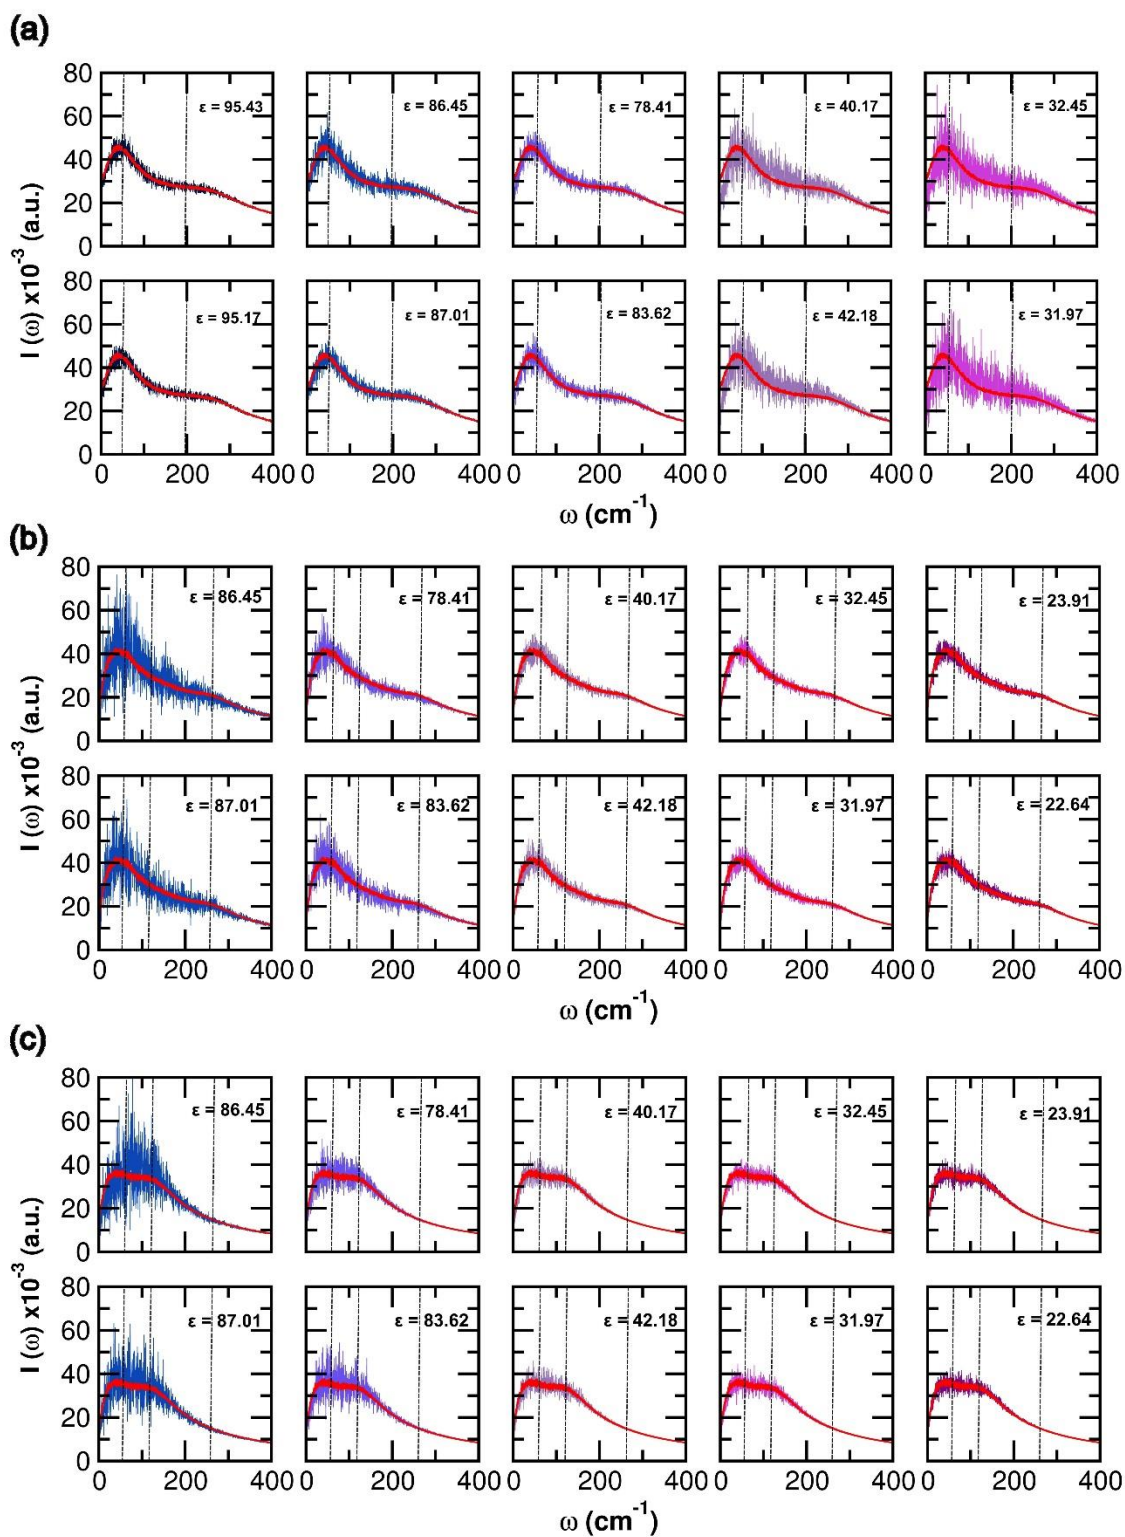 (a)
80
60
40
20
0
I (ω) x10⁻³ (a.u.)
ε = 95.43
ε = 86.45
ε = 78.41
ε = 40.17
ε = 32.45
80
60
40
20
0
ε = 95.17
ε = 87.01
ε = 83.62
ε = 42.18
ε = 31.97
0 200 400 0 200 400 0 200 400 0 200 400 0 200 400
ω (cm⁻¹)
(b)
80
60
40
20
0
I (ω) x10⁻³ (a.u.)
ε = 86.45
ε = 78.41
ε = 40.17
ε = 32.45
ε = 23.91
80
60
40
20
0
ε = 87.01
ε = 83.62
ε = 42.18
ε = 31.97
ε = 22.64
0 200 400 0 200 400 0 200 400 0 200 400 0 200 400
ω (cm⁻¹)
(c)
80
60
40
20
0
I (ω) x10⁻³ (a.u.)
ε = 86.45
ε = 78.41
ε = 40.17
ε = 32.45
ε = 23.91
80
60
40
20
0
ε = 87.01
ε = 83.62
ε = 42.18
ε = 31.97
ε = 22.64
0 200 400 0 200 400 0 200 400 0 200 400 0 200 400
ω (cm⁻¹)